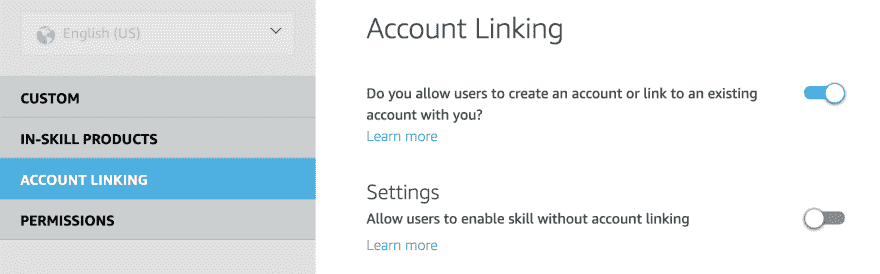 English (US)
CUSTOM
IN-SKILL PRODUCTS
ACCOUNT LINKING
PERMISSIONS
Account Linking
Do you allow users to create an account or link to an existing
account with you?
Learn more
Settings
Allow users to enable skill without account linking
Learn more